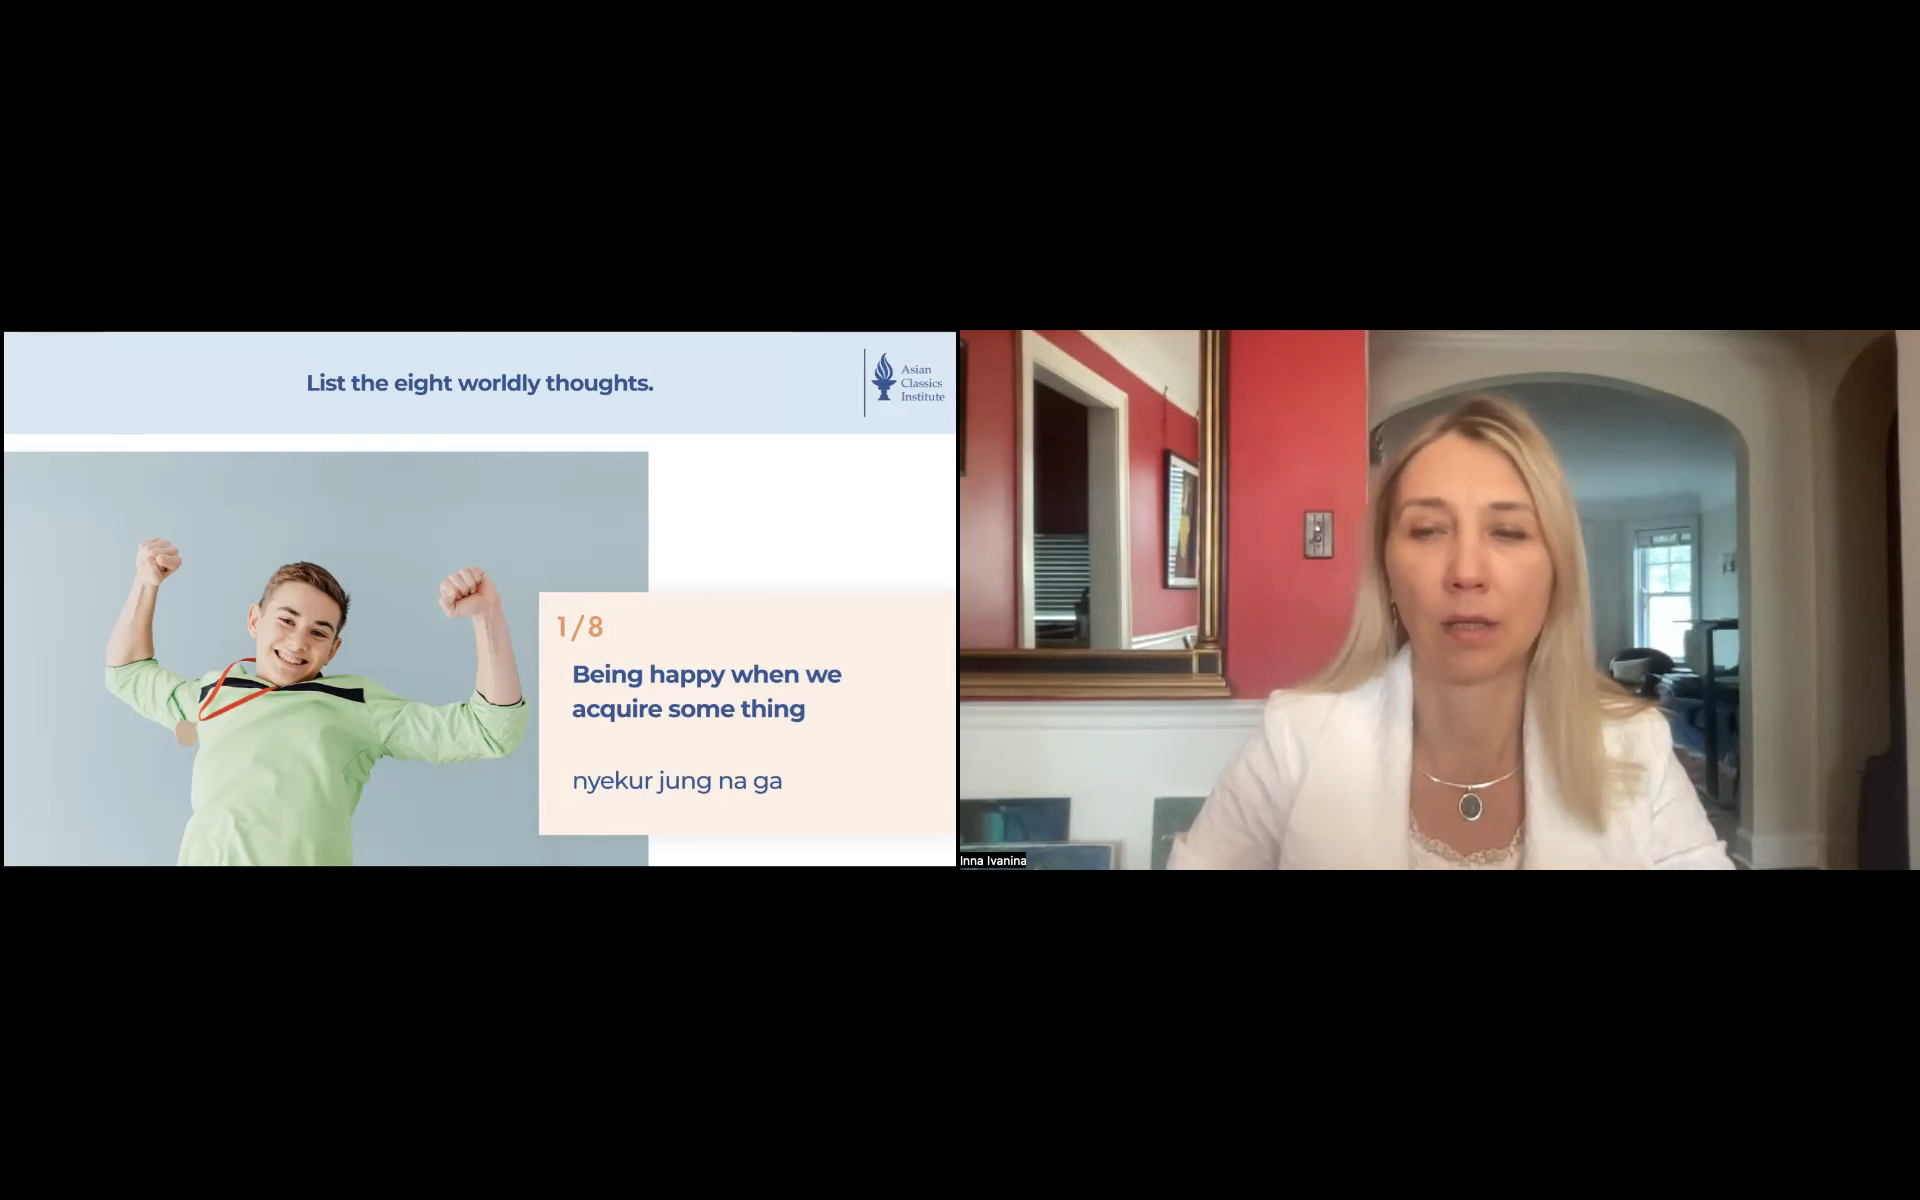 List the eight worldly thoughts.
Asian
Classics
Institute
1/8
Being happy when we
acquire some thing
nyekur jung na ga
Inna Ivanina